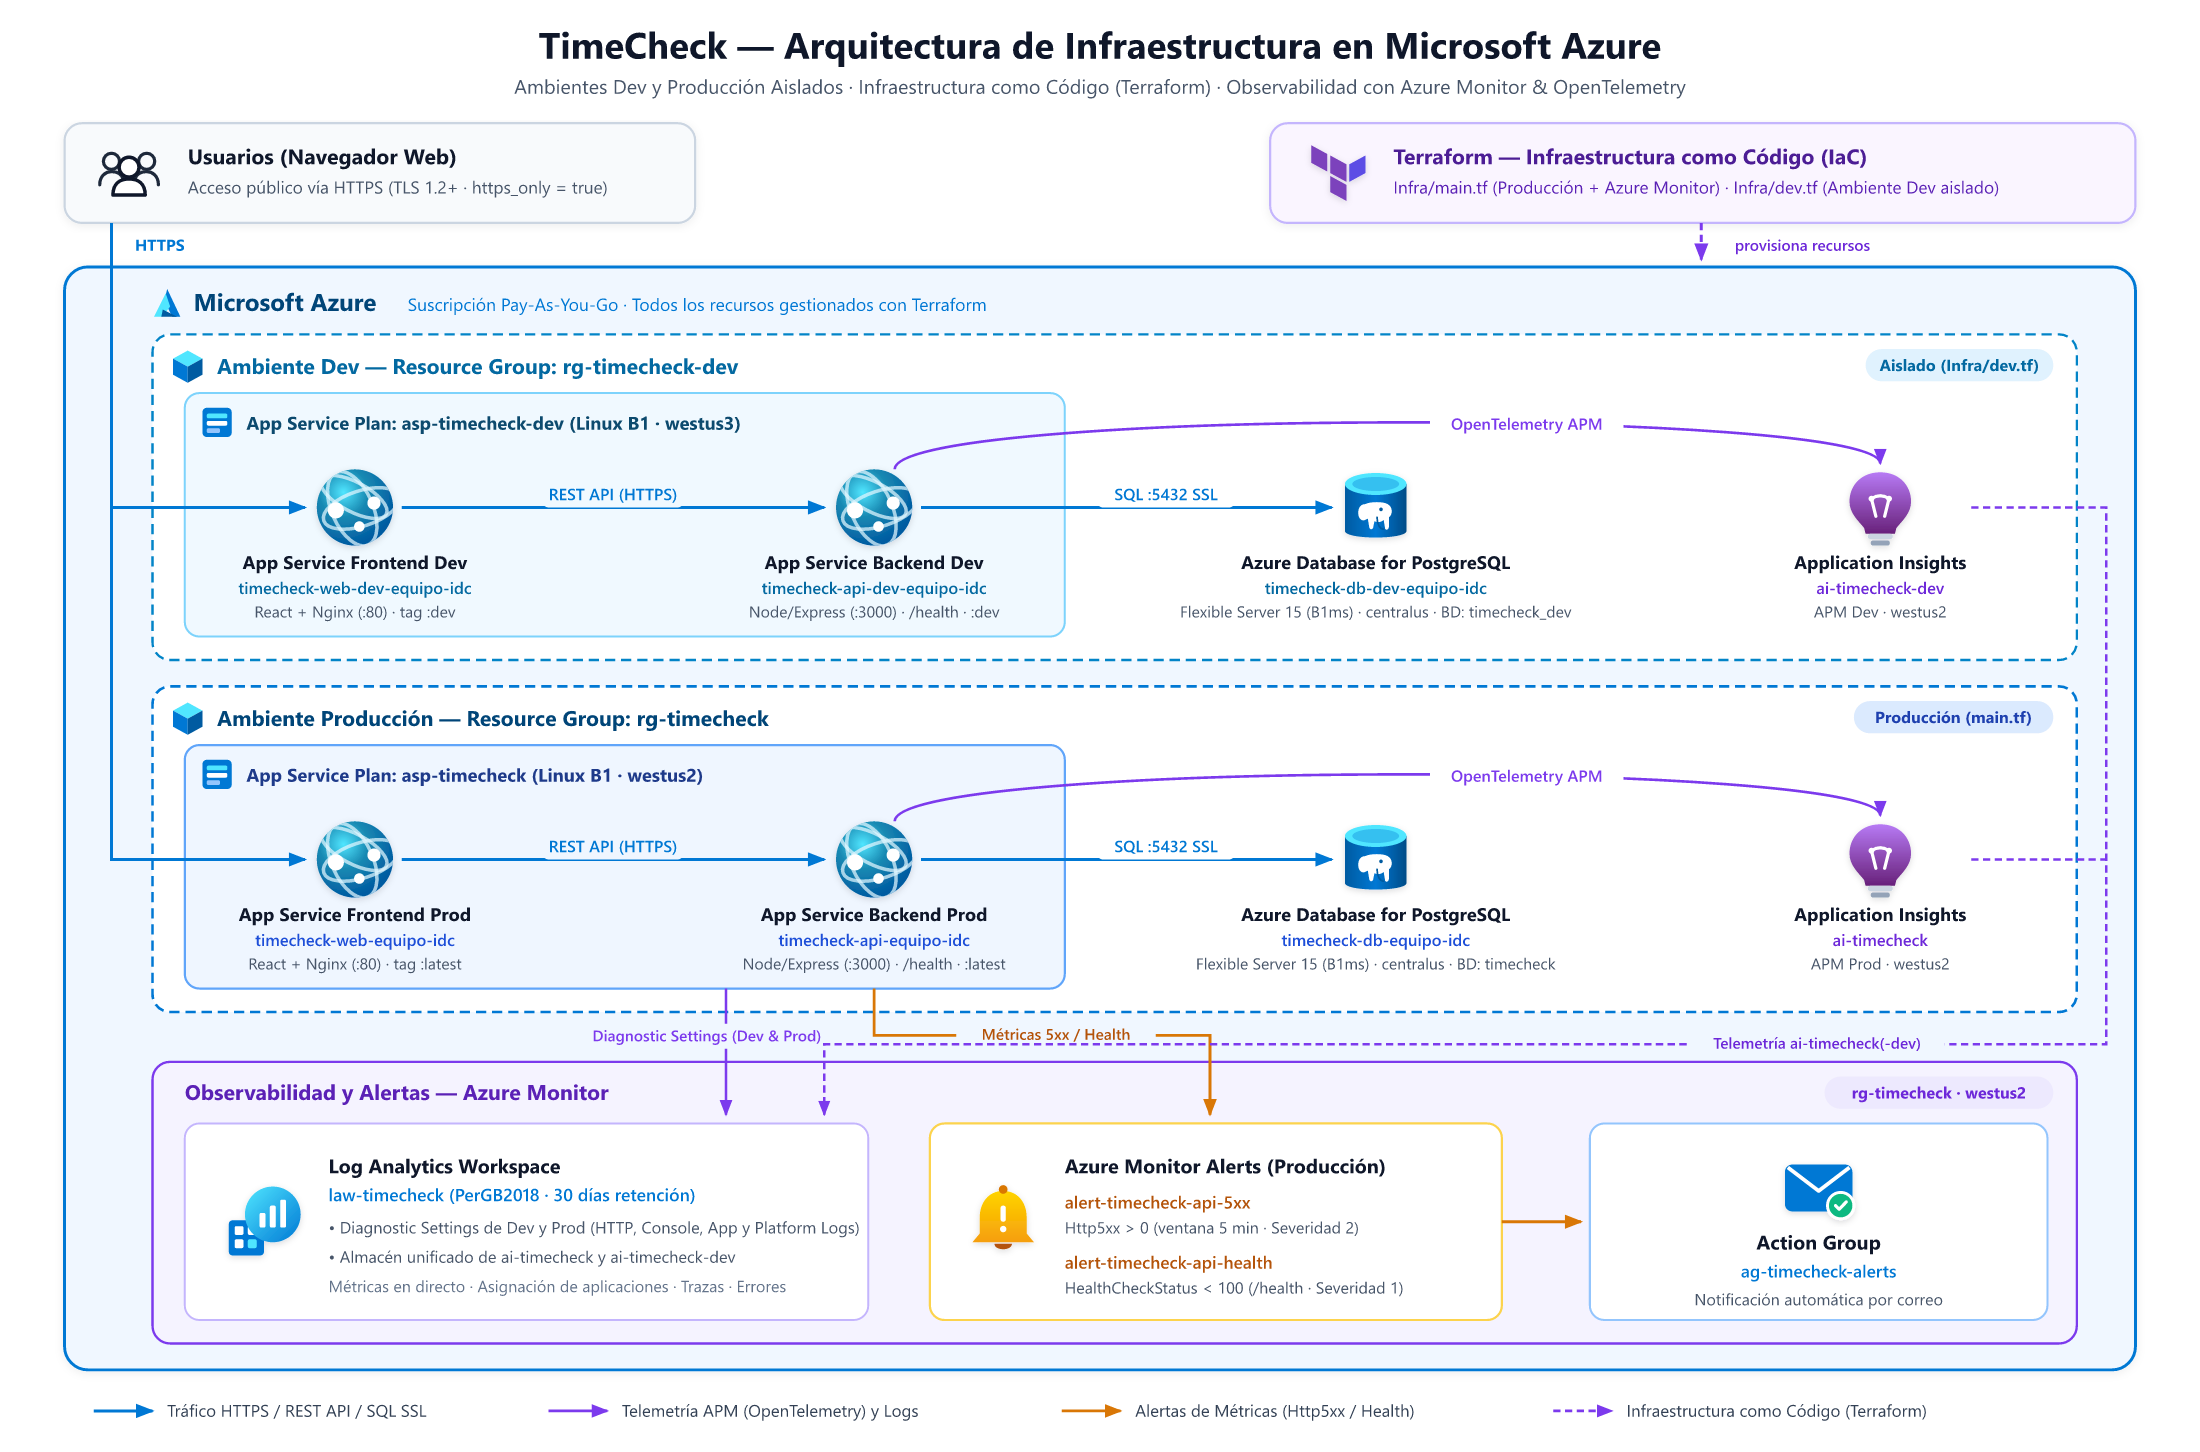 TimeCheck — Arquitectura de Infraestructura en Microsoft Azure
Ambientes Dev y Producción Aislados · Infraestructura como Código (Terraform) · Observabilidad con Azure Monitor & OpenTelemetry
Usuarios (Navegador Web)
Acceso público vía HTTPS (TLS 1.2+ · https_only = true)
Terraform — Infraestructura como Código (IaC)
Infra/main.tf (Producción + Azure Monitor) · Infra/dev.tf (Ambiente Dev aislado)
HTTPS
provisiona recursos
Microsoft Azure
Suscripción Pay-As-You-Go · Todos los recursos gestionados con Terraform
Ambiente Dev — Resource Group: rg-timecheck-dev
Aislado (Infra/dev.tf)
App Service Plan: asp-timecheck-dev (Linux B1 · westus3)
OpenTelemetry APM
REST API (HTTPS)
SQL :5432 SSL
App Service Frontend Dev
timecheck-web-dev-equipo-idc
React + Nginx (:80) · tag :dev
App Service Backend Dev
timecheck-api-dev-equipo-idc
Node/Express (:3000) · /health · :dev
Azure Database for PostgreSQL
timecheck-db-dev-equipo-idc
Flexible Server 15 (B1ms) · centralus · BD: timecheck_dev
Application Insights
ai-timecheck-dev
APM Dev · westus2
Ambiente Producción — Resource Group: rg-timecheck
Producción (main.tf)
App Service Plan: asp-timecheck (Linux B1 · westus2)
OpenTelemetry APM
REST API (HTTPS)
SQL :5432 SSL
App Service Frontend Prod
timecheck-web-equipo-idc
React + Nginx (:80) · tag :latest
App Service Backend Prod
timecheck-api-equipo-idc
Node/Express (:3000) · /health · :latest
Azure Database for PostgreSQL
timecheck-db-equipo-idc
Flexible Server 15 (B1ms) · centralus · BD: timecheck
Application Insights
ai-timecheck
APM Prod · westus2
Diagnostic Settings (Dev & Prod)
Métricas 5xx / Health
Telemetría ai-timecheck(-dev)
Observabilidad y Alertas — Azure Monitor
rg-timecheck · westus2
Log Analytics Workspace
law-timecheck (PerGB2018 · 30 días retención)
• Diagnostic Settings de Dev y Prod (HTTP, Console, App y Platform Logs)
• Almacén unificado de ai-timecheck y ai-timecheck-dev
Métricas en directo · Asignación de aplicaciones · Trazas · Errores
Azure Monitor Alerts (Producción)
alert-timecheck-api-5xx
Http5xx > 0 (ventana 5 min · Severidad 2)
alert-timecheck-api-health
HealthCheckStatus < 100 (/health · Severidad 1)
Action Group
ag-timecheck-alerts
Notificación automática por correo
Tráfico HTTPS / REST API / SQL SSL
Telemetría APM (OpenTelemetry) y Logs
Alertas de Métricas (Http5xx / Health)
Infraestructura como Código (Terraform)